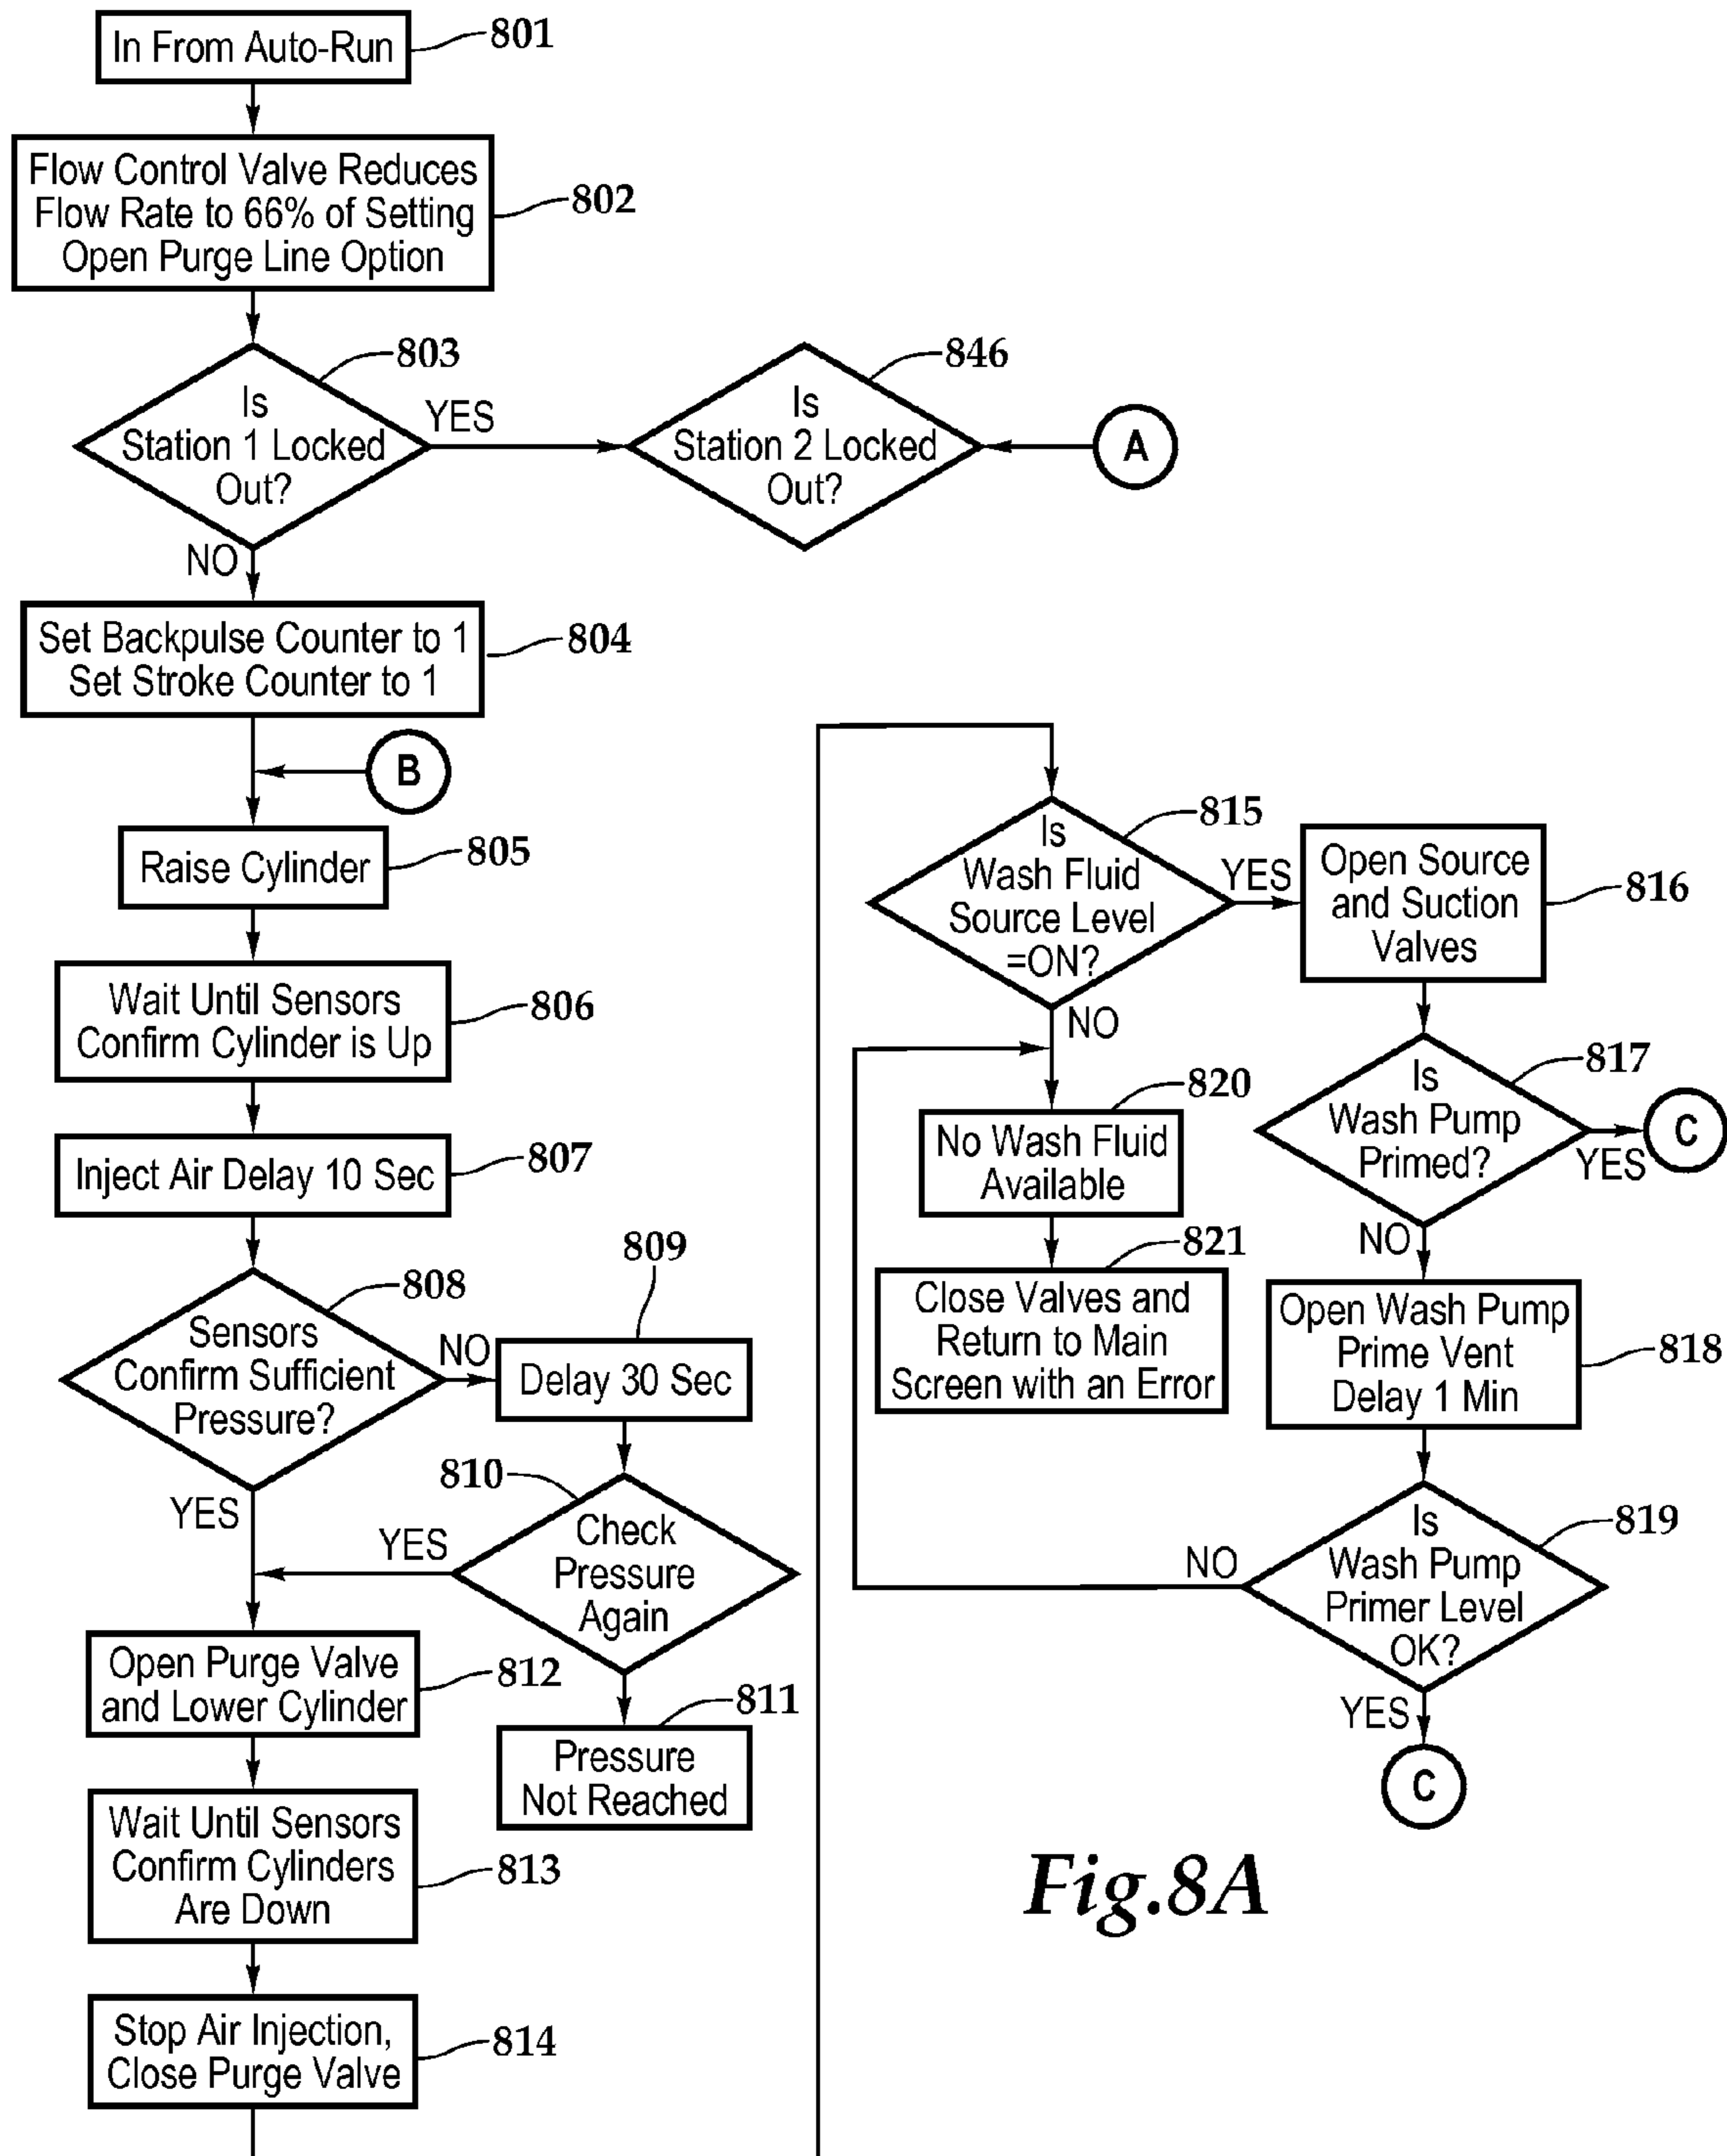 In From Auto-Run
801
Flow Control Valve Reduces
Flow Rate to 66% of Setting
Open Purge Line Option
802
803
Is
Station 1 Locked
Out?
YES
NO
846
Is
Station 2 Locked
Out?
A
Set Backpulse Counter to 1
Set Stroke Counter to 1
804
B
Raise Cylinder
805
Wait Until Sensors
Confirm Cylinder is Up
806
Inject Air Delay 10 Sec
807
808
Sensors
Confirm Sufficient
Pressure?
NO
YES
809
Delay 30 Sec
810
Check
Pressure
Again
YES
811
Pressure
Not Reached
Open Purge Valve
and Lower Cylinder
812
Wait Until Sensors
Confirm Cylinders
Are Down
813
Stop Air Injection,
Close Purge Valve
814
815
Is
Wash Fluid
Source Level
=ON?
YES
NO
Open Source
and Suction
Valves
816
817
Is
Wash Pump
Primed?
YES
C
NO
820
No Wash Fluid
Available
821
Close Valves and
Return to Main
Screen with an Error
Open Wash Pump
Prime Vent
Delay 1 Min
818
819
Is
Wash Pump
Primer Level
OK?
NO
YES
C
Fig.8A